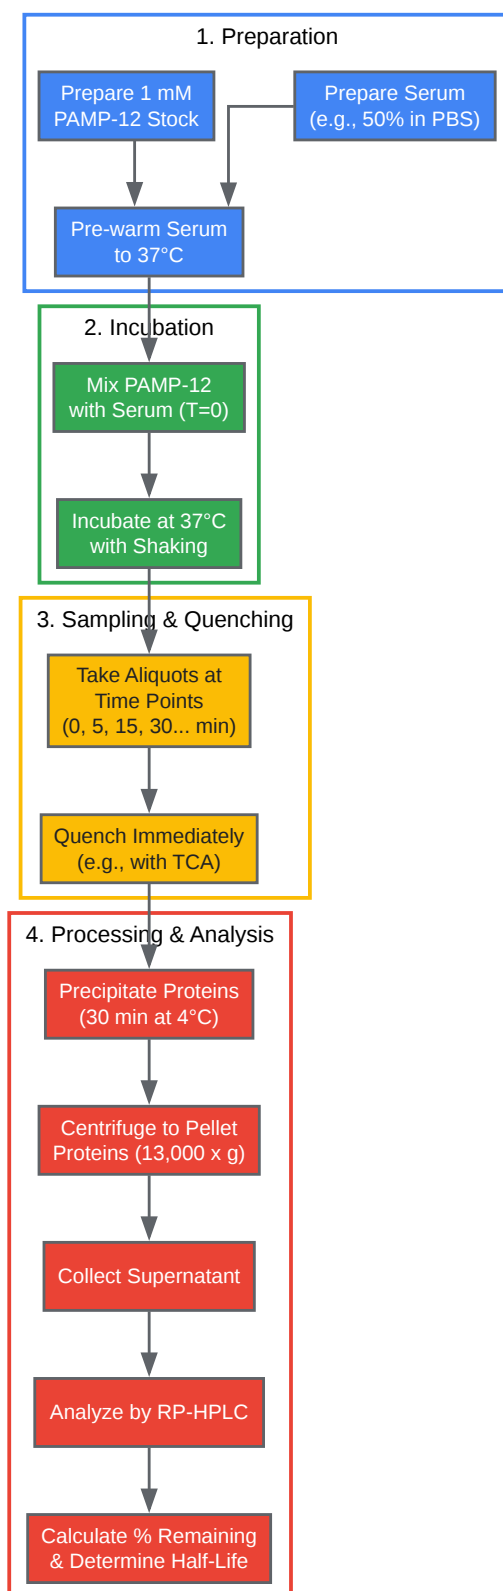 1. Preparation
Prepare 1 mM
PAMP-12 Stock
Prepare Serum
(e.g., 50% in PBS)
Pre-warm Serum
to 37°C
2. Incubation
Mix PAMP-12
with Serum (T=0)
Incubate at 37°C
with Shaking
3. Sampling & Quenching
Take Aliquots at
Time Points
(0, 5, 15, 30... min)
Quench Immediately
(e.g., with TCA)
4. Processing & Analysis
Precipitate Proteins
(30 min at 4°C)
Centrifuge to Pellet
Proteins (13,000 x g)
Collect Supernatant
Analyze by RP-HPLC
Calculate % Remaining
& Determine Half-Life